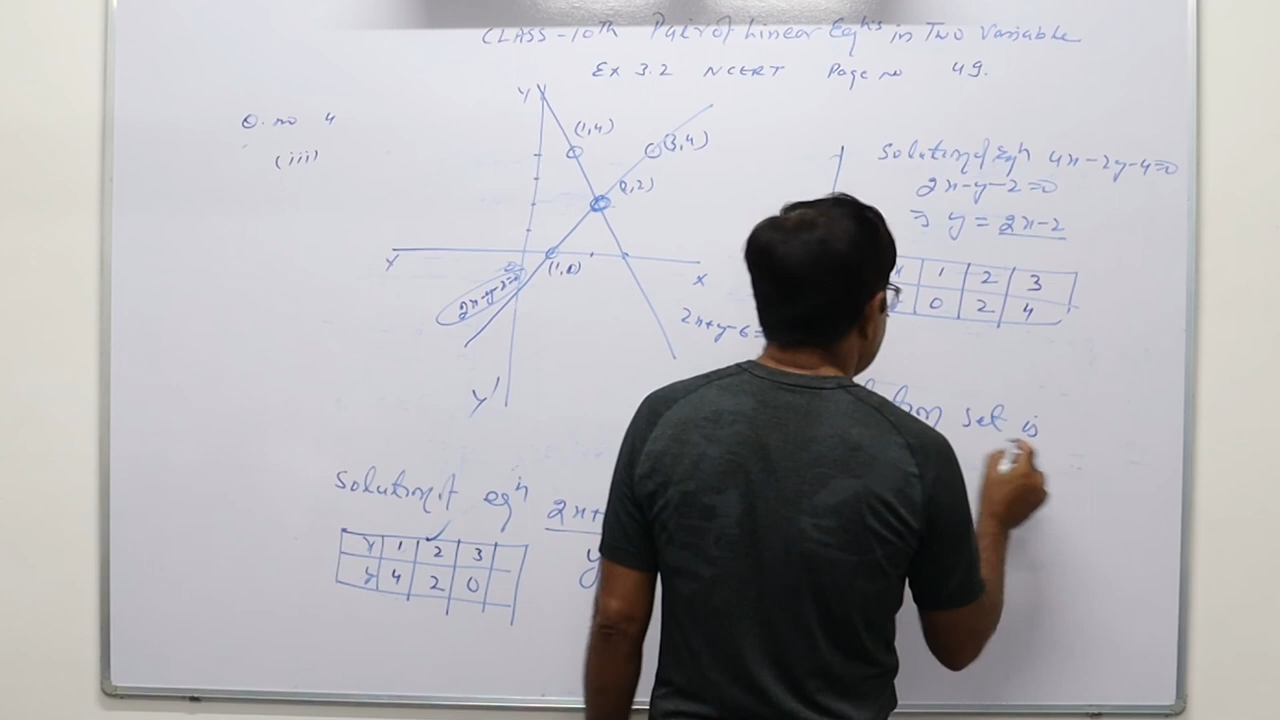 CLASS-10th Pair of Linear Eqns in Two Variable
Ex 3.2 NCERT Page no 49.
Q. no 4
(iii)
Y
(1,4)
(3,4)
(2,2)
X
(1,0)
X
2x-y-2=0
2x+y-6=
Y'
Solution of Eqn 4x-2y-4=0
2x-y-2=0
⇒ y = 2x-2
1 2 3
0 2 4
set is
Solution of eqn 2x+
x 1 2 3
y 4 2 0
y